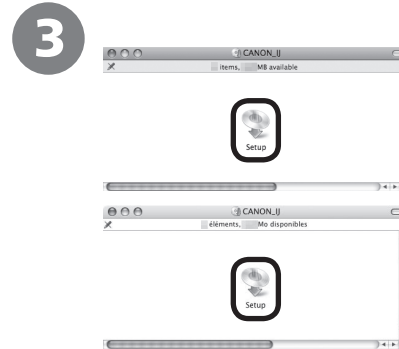 3
CANON_IJ
items, MB available
Setup
CANON_IJ
éléments, Mo disponibles
Setup